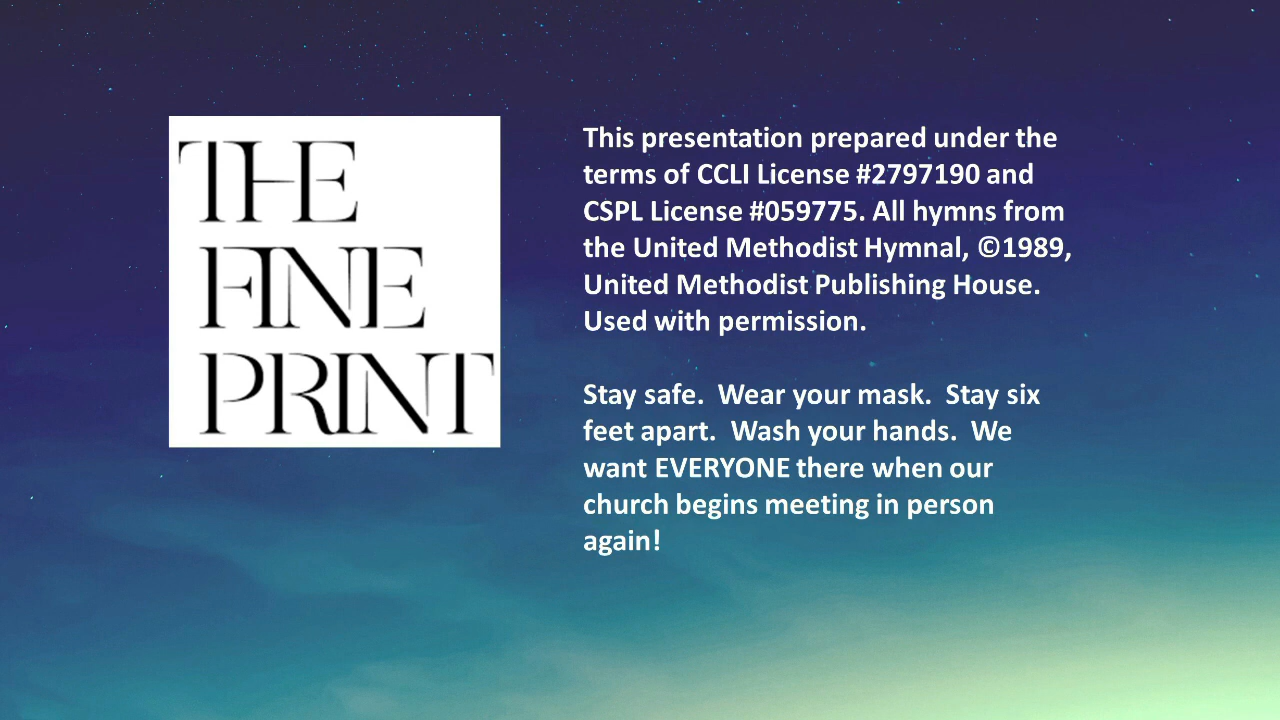 THE
FINE
PRINT
This presentation prepared under the
terms of CCLI License #2797190 and
CSPL License #059775. All hymns from
the United Methodist Hymnal, ©1989,
United Methodist Publishing House.
Used with permission.
Stay safe.  Wear your mask.  Stay six
feet apart.  Wash your hands.  We
want EVERYONE there when our
church begins meeting in person
again!